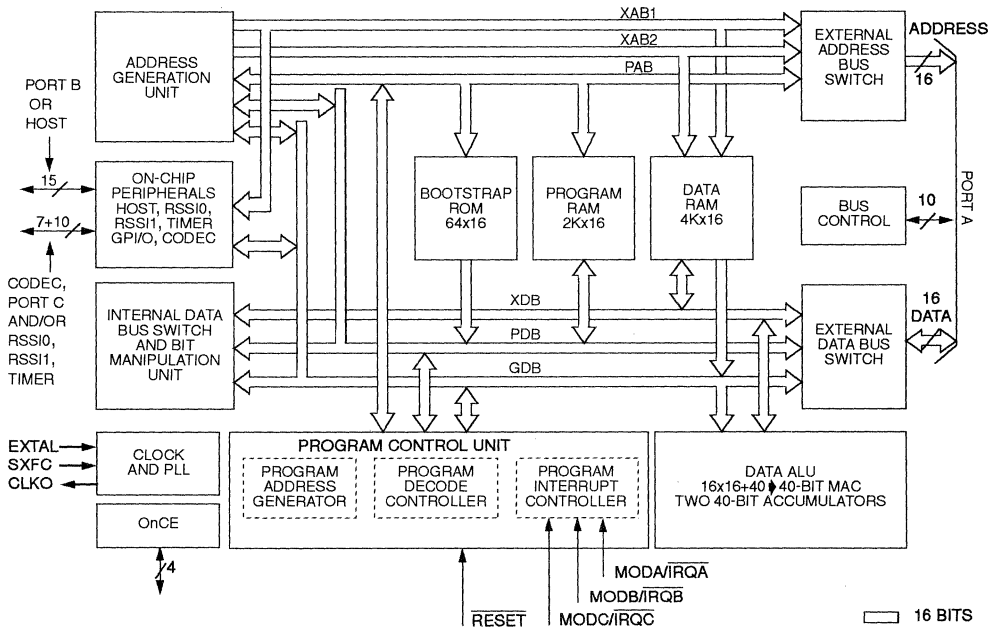 XAB1
XAB2
PAB
ADDRESS
GENERATION
UNIT
EXTERNAL
ADDRESS
BUS
SWITCH
ADDRESS
16
PORT B
OR
HOST
15
7+10
ON-CHIP
PERIPHERALS
HOST, RSSI0,
RSSI1, TIMER
GPI/O, CODEC
BOOTSTRAP
ROM
64x16
PROGRAM
RAM
2Kx16
DATA
RAM
4Kx16
BUS
CONTROL
10
PORT A
CODEC,
PORT C
AND/OR
RSSI0,
RSSI1,
TIMER
INTERNAL DATA
BUS SWITCH
AND BIT
MANIPULATION
UNIT
XDB
PDB
GDB
EXTERNAL
DATA BUS
SWITCH
16
DATA
EXTAL
SXFC
CLKO
CLOCK
AND PLL
OnCE
4
PROGRAM CONTROL UNIT
PROGRAM
ADDRESS
GENERATOR
PROGRAM
DECODE
CONTROLLER
PROGRAM
INTERRUPT
CONTROLLER
DATA ALU
16x16+40 40-BIT MAC
TWO 40-BIT ACCUMULATORS
MODA/IRQA
MODB/IRQB
MODC/IRQC
RESET
16 BITS